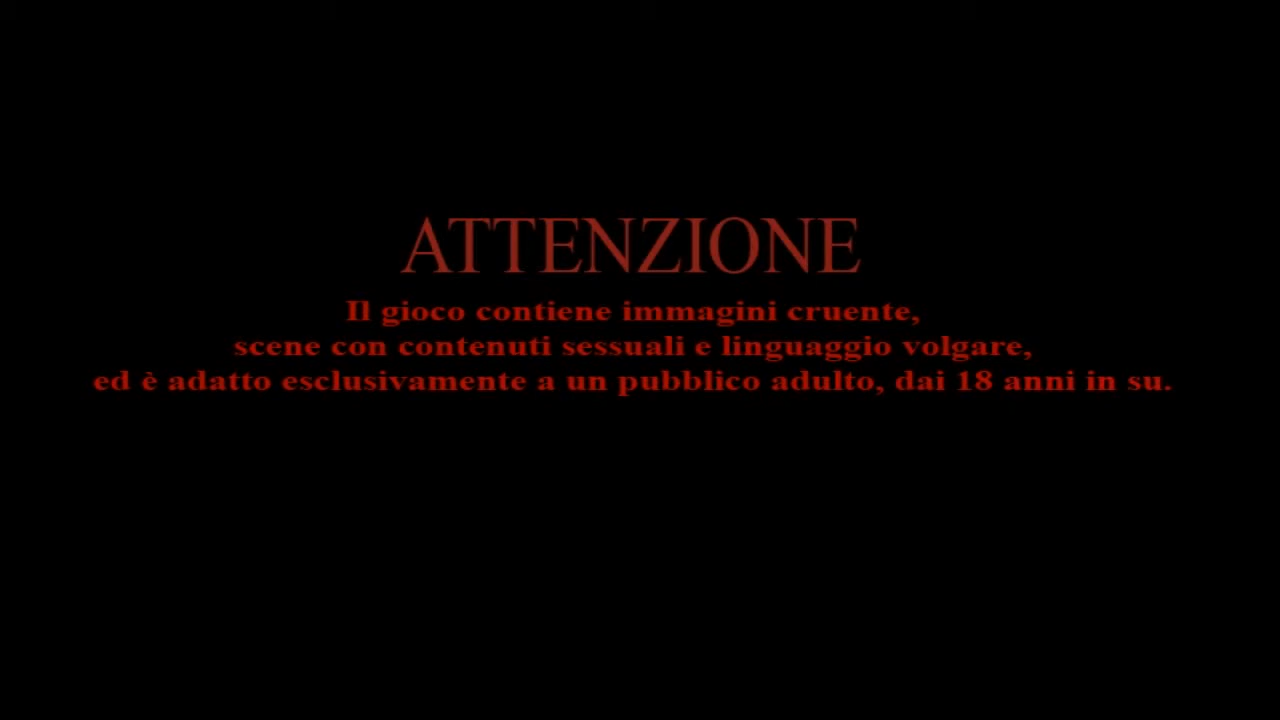 ATTENZIONE
Il gioco contiene immagini cruente,
scene con contenuti sessuali e linguaggio volgare,
ed è adatto esclusivamente a un pubblico adulto, dai 18 anni in su.